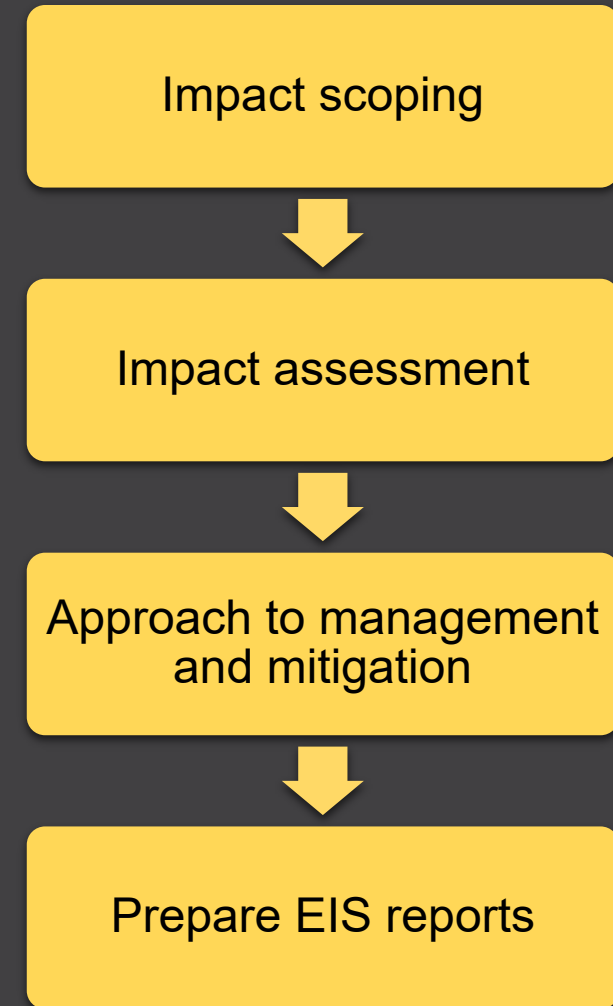 Impact scoping
Impact assessment
Approach to management
and mitigation
Prepare EIS reports